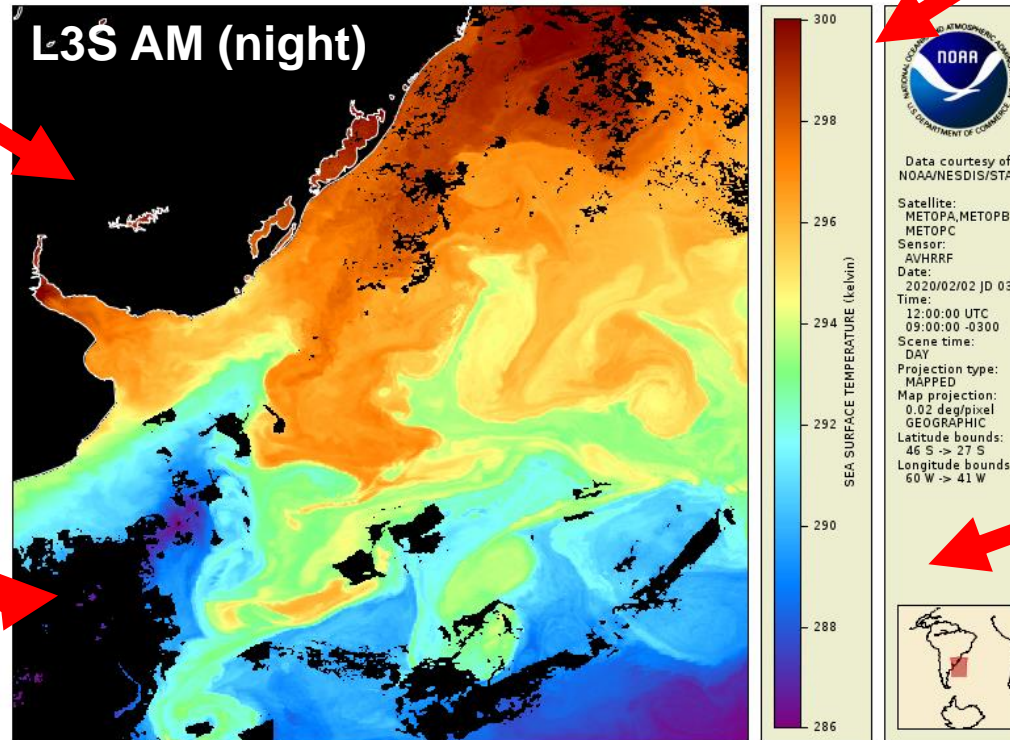 L3S AM (night)
300
298
296
294
292
290
288
286
SEA SURFACE TEMPERATURE (kelvin)
NOAA
U.S. DEPARTMENT OF
Data courtesy of
NOAA/NESDIS/STA
Satellite:
METOPA,METOPB
METOPC
Sensor:
AVHRRF
Date:
2020/02/02 JD 03
Time:
12:00:00 UTC
09:00:00 -0300
Scene time:
DAY
Projection type:
MAPPED
Map projection:
0.02 deg/pixel
GEOGRAPHIC
Latitude bounds:
46 S -> 27 S
Longitude bounds
60 W -> 41 W